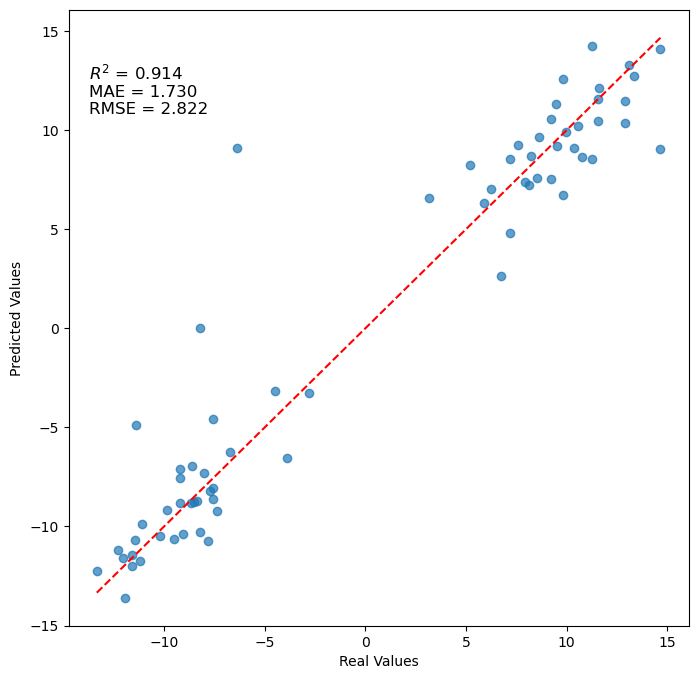 R² = 0.914
MAE = 1.730
RMSE = 2.822
15
10
5
0
−5
−10
−15
Predicted Values
−10
−5
0
5
10
15
Real Values